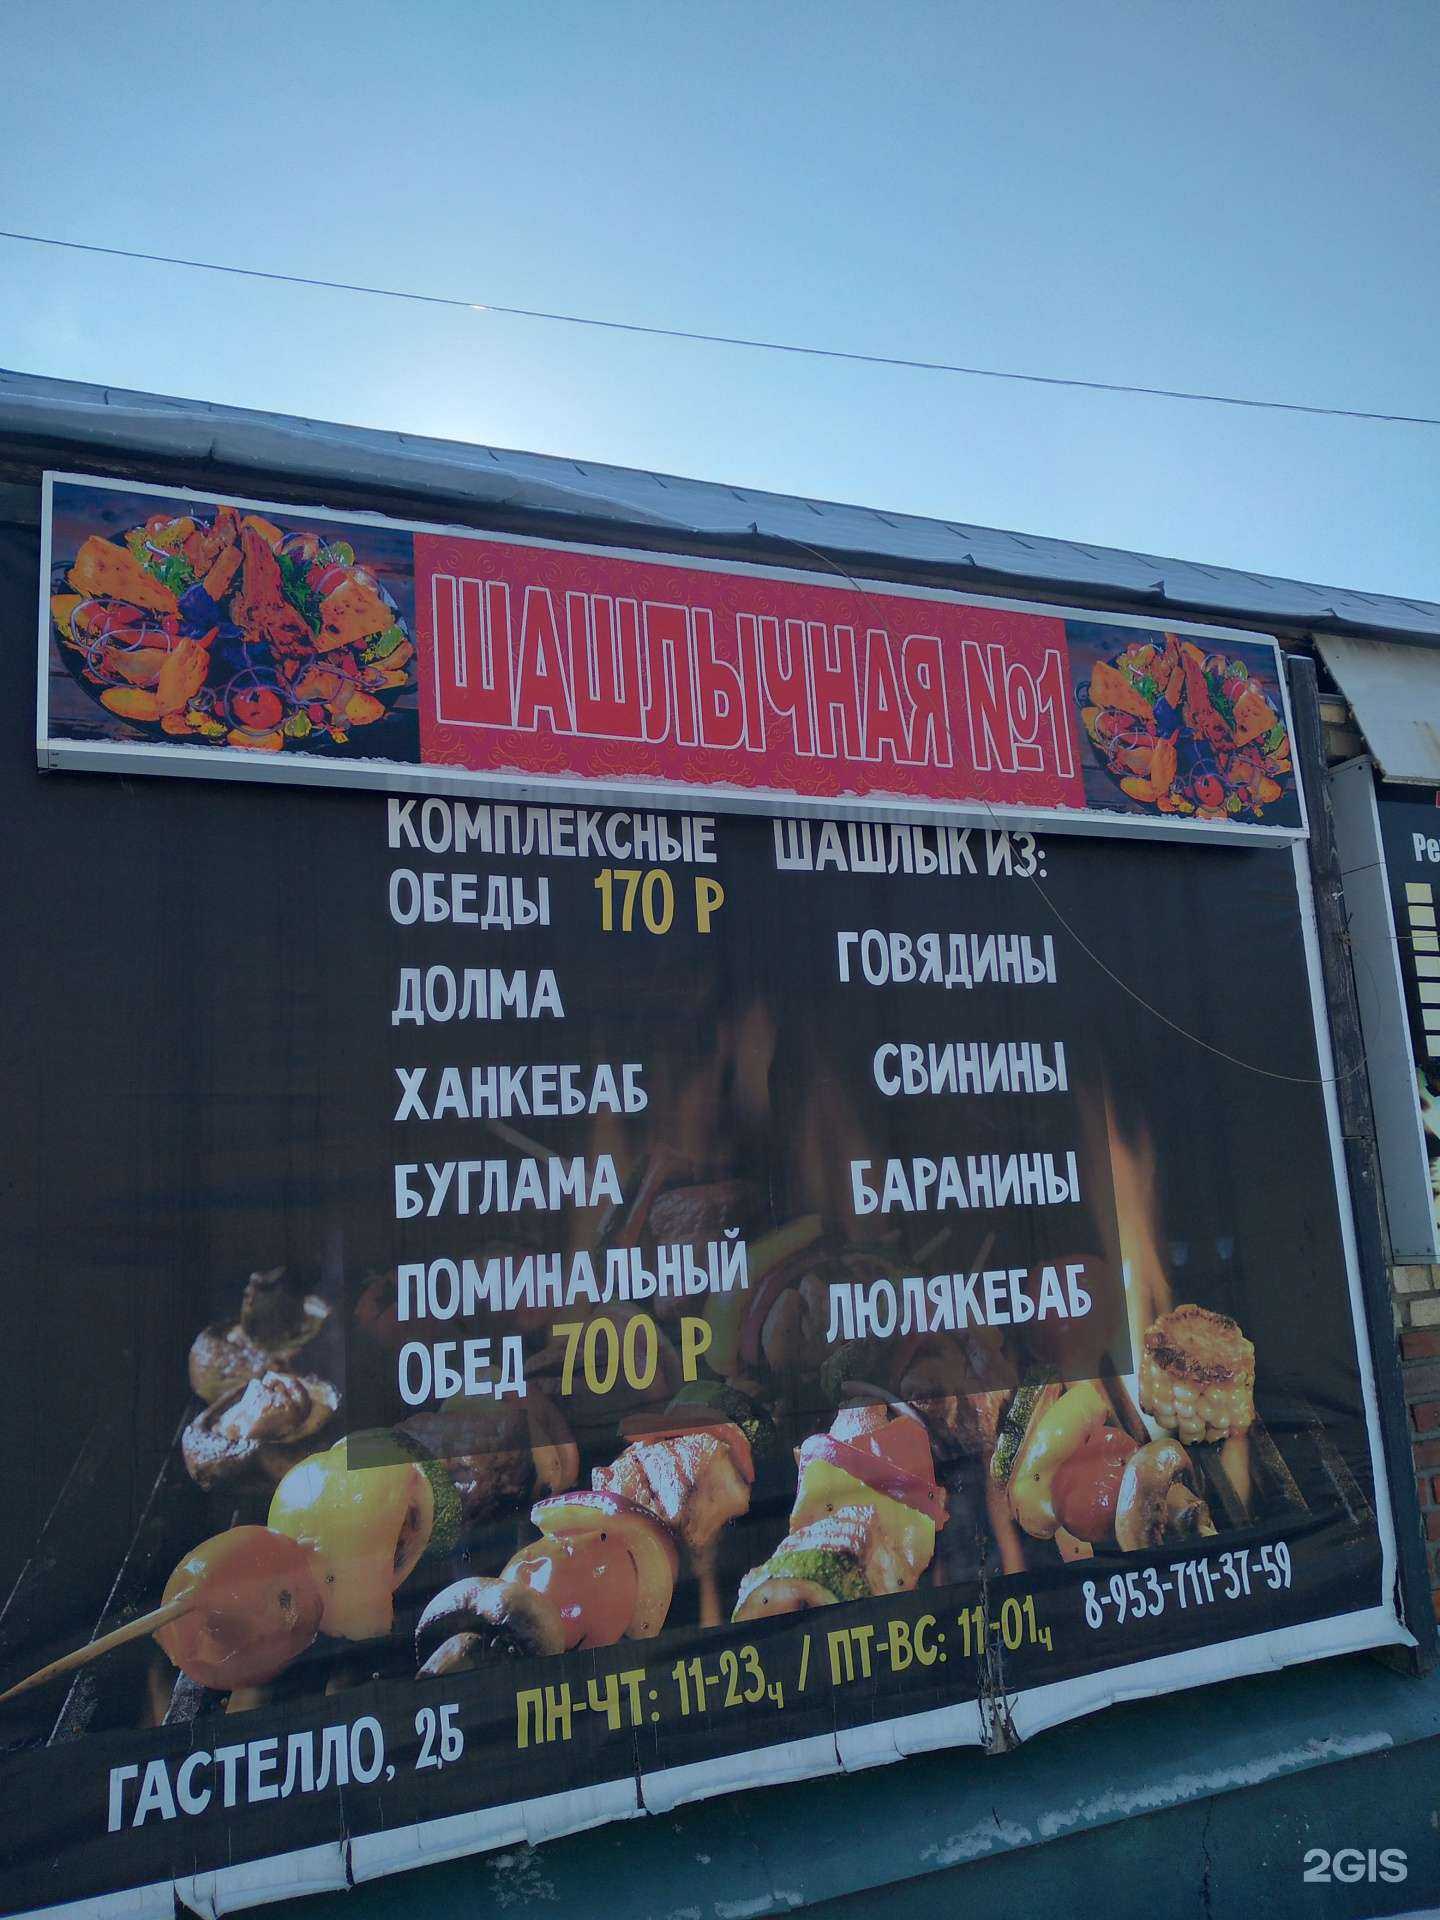 ШАШЛЫЧНАЯ №1
КОМПЛЕКСНЫЕ
ОБЕДЫ 170 Р
ДОЛМА
ХАНКЕБАБ
БУГЛАМА
ПОМИНАЛЬНЫЙ
ОБЕД 700 Р
ШАШЛЫК ИЗ:
ГОВЯДИНЫ
СВИНИНЫ
БАРАНИНЫ
ЛЮЛЯКЕБАБ
ГАСТЕЛЛО, 2Б ПН-ЧТ: 11-23ч / ПТ-ВС: 11-01ч 8-953-711-37-59
2GIS